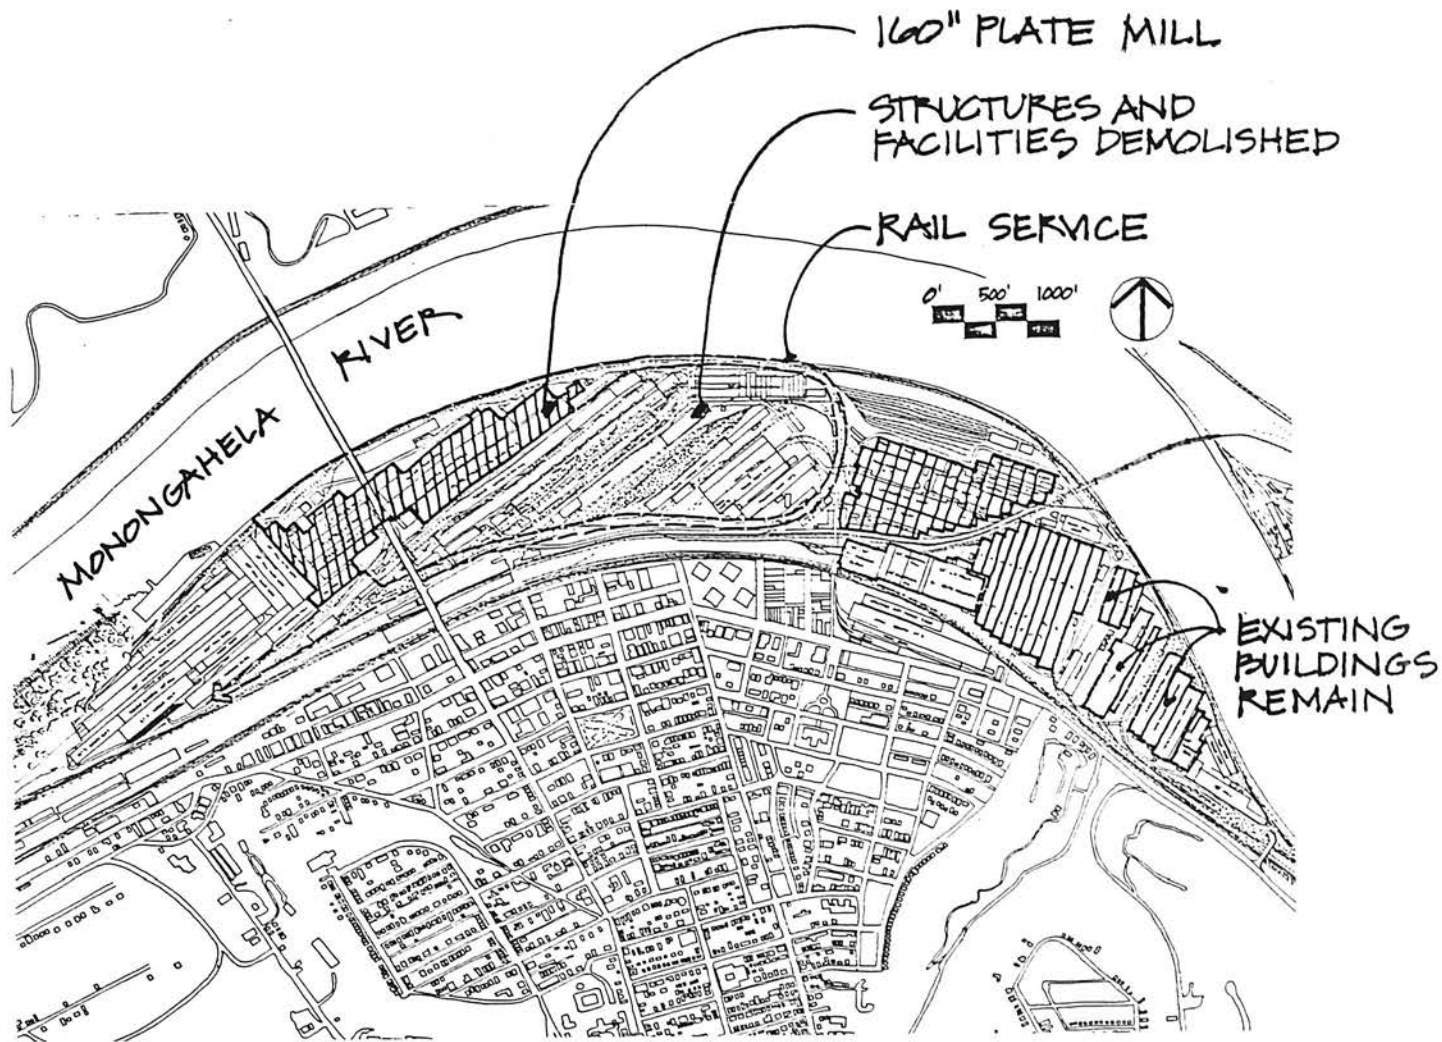 160" PLATE MILL
STRUCTURES AND
FACILITIES DEMOLISHED
RAIL SERVICE
0' 500' 1000'
MONONGAHELA RIVER
EXISTING
BUILDINGS
REMAIN